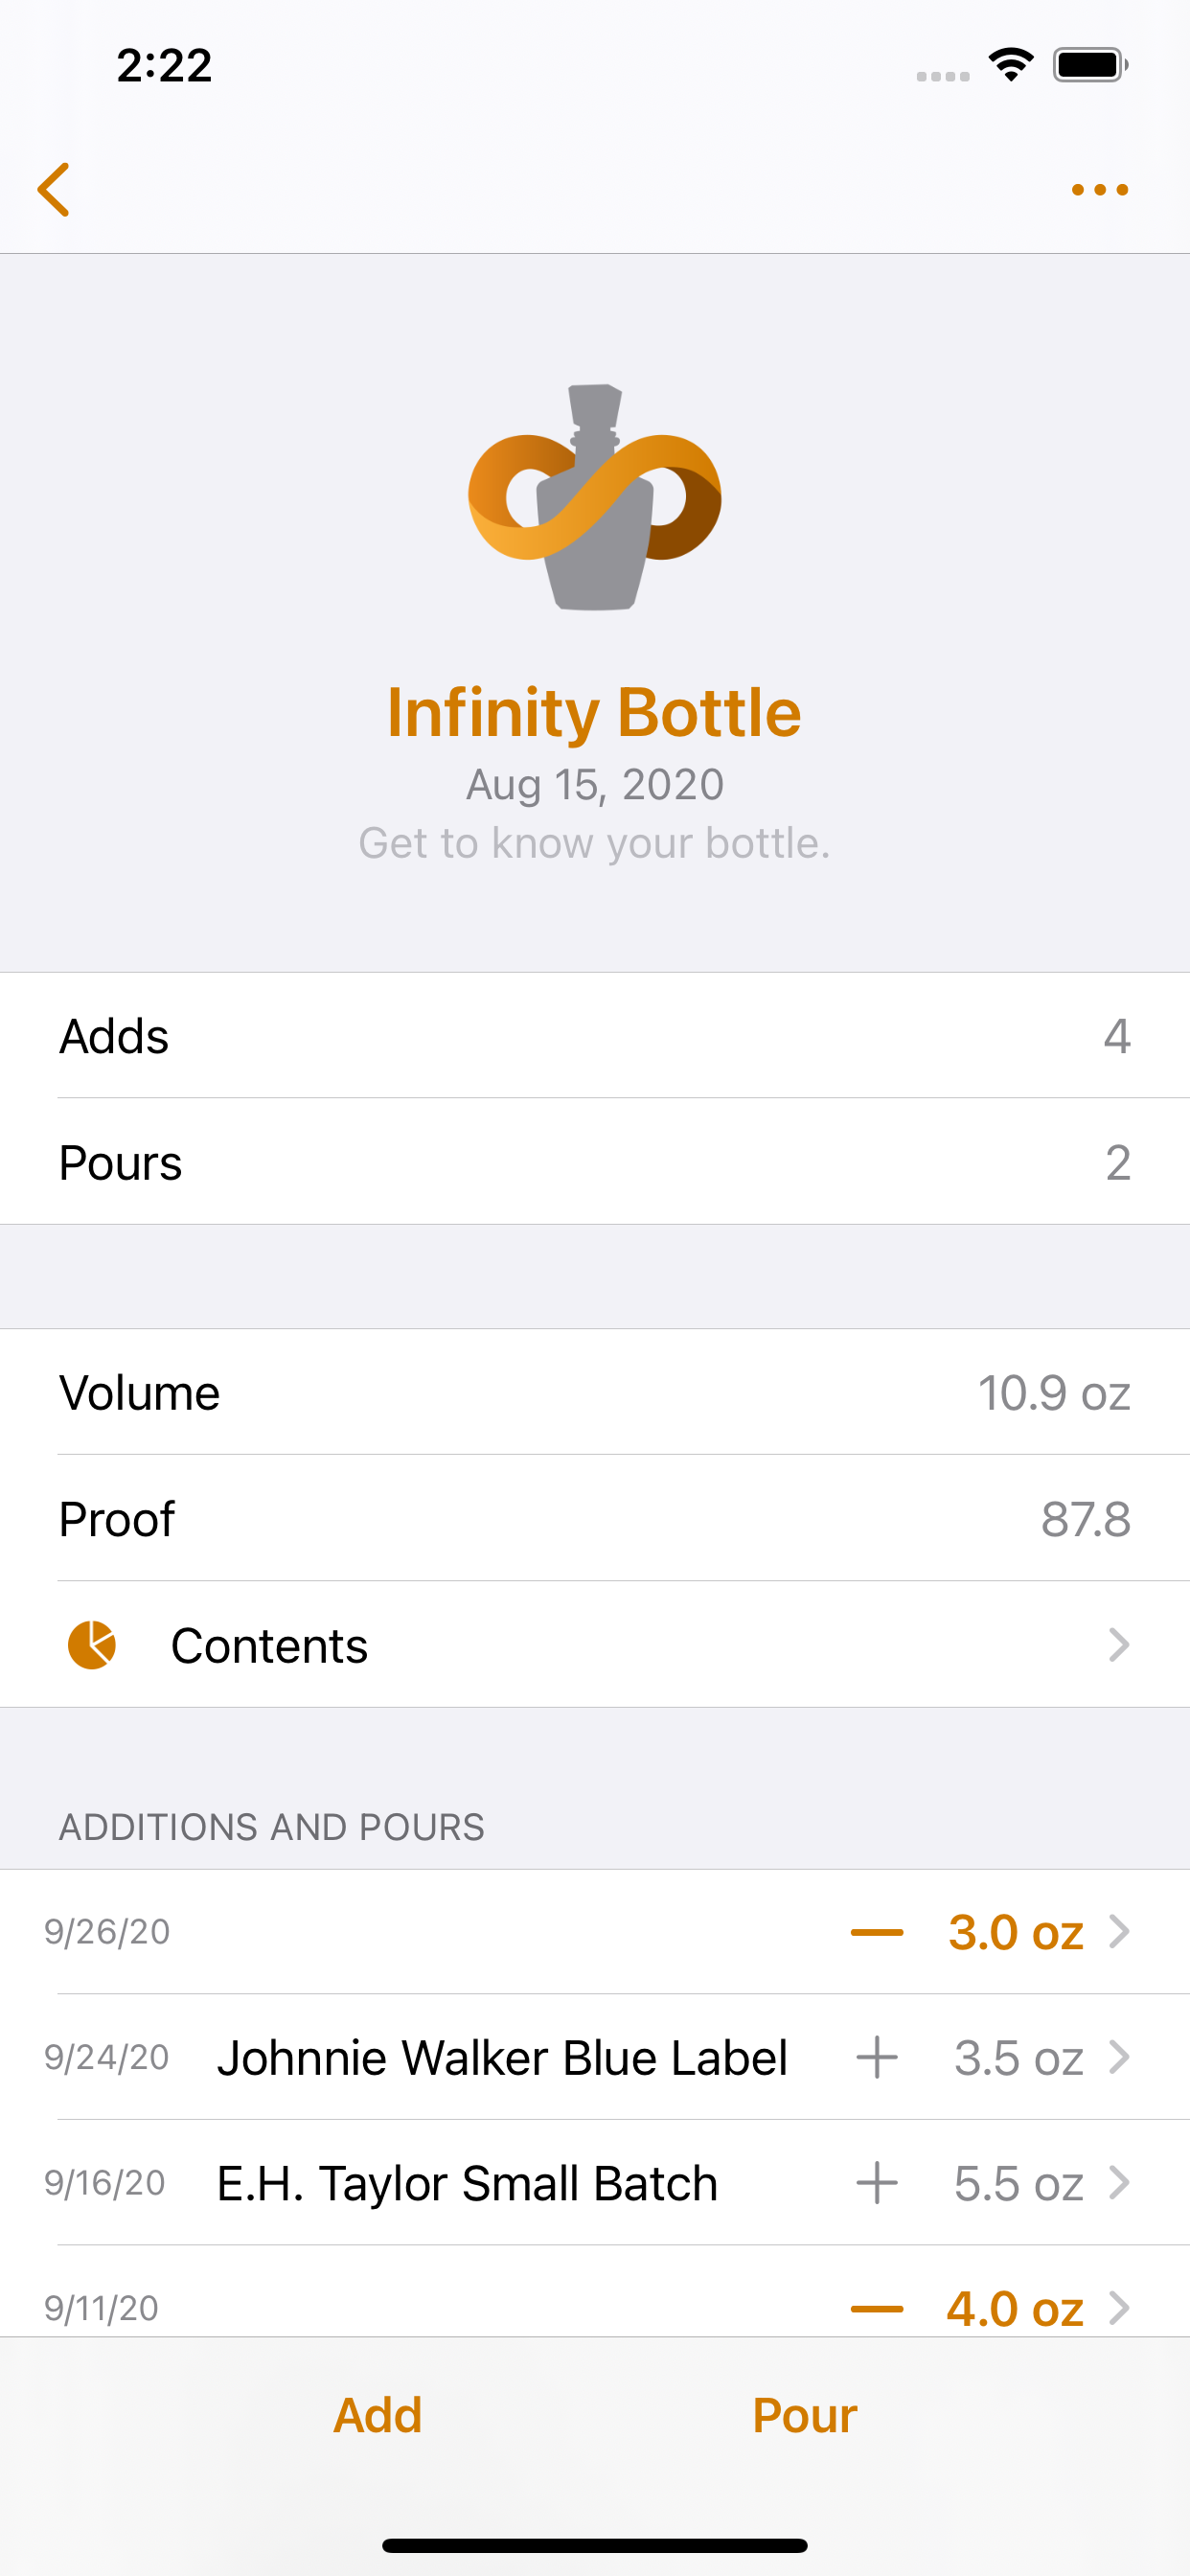 2:22
Infinity Bottle
Aug 15, 2020
Get to know your bottle.
Adds 4
Pours 2
Volume 10.9 oz
Proof 87.8
Contents
ADDITIONS AND POURS
9/26/20 — 3.0 oz
9/24/20 Johnnie Walker Blue Label + 3.5 oz
9/16/20 E.H. Taylor Small Batch + 5.5 oz
9/11/20 — 4.0 oz
Add Pour